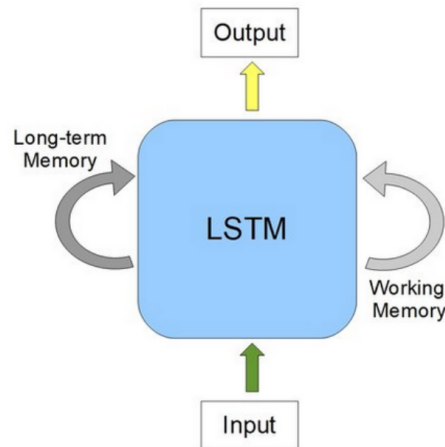 Output
Long-term
Memory
LSTM
Working
Memory
Input